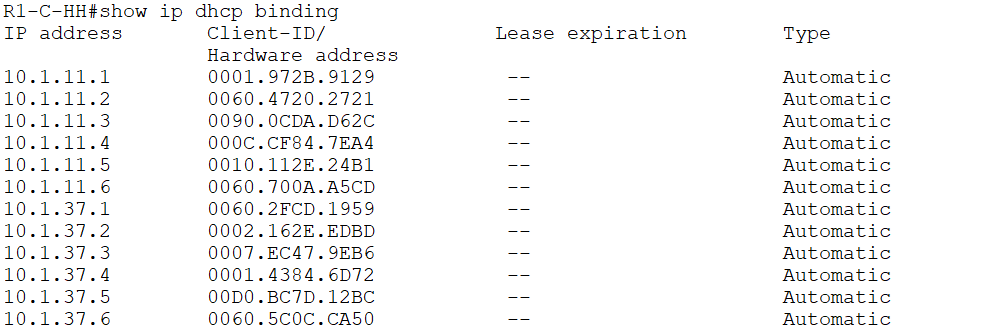 R1-C-HH#show ip dhcp binding
IP address       Client-ID/              Lease expiration        Type
                 Hardware address
10.1.11.1        0001.972B.9129           --                     Automatic
10.1.11.2        0060.4720.2721           --                     Automatic
10.1.11.3        0090.0CDA.D62C           --                     Automatic
10.1.11.4        000C.CF84.7EA4           --                     Automatic
10.1.11.5        0010.112E.24B1           --                     Automatic
10.1.11.6        0060.700A.A5CD           --                     Automatic
10.1.37.1        0060.2FCD.1959           --                     Automatic
10.1.37.2        0002.162E.EDBD           --                     Automatic
10.1.37.3        0007.EC47.9EB6           --                     Automatic
10.1.37.4        0001.4384.6D72           --                     Automatic
10.1.37.5        00D0.BC7D.12BC           --                     Automatic
10.1.37.6        0060.5C0C.CA50           --                     Automatic